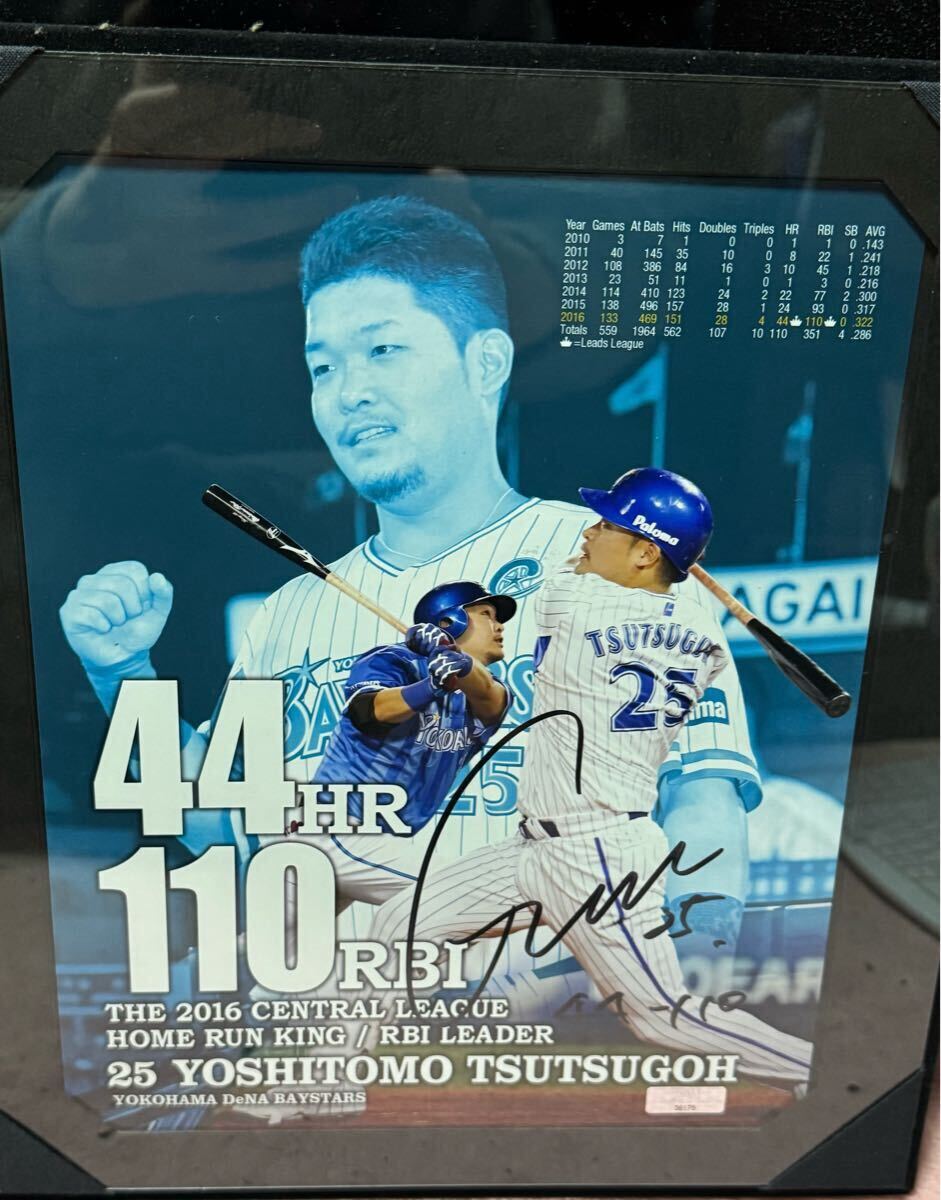 Year Games At Bats Hits Doubles Triples HR RBI SB AVG
2010 3 7 1 0 0 1 1 0 .143
2011 40 145 35 10 0 8 22 1 .241
2012 108 386 84 16 3 10 45 1 .218
2013 23 51 11 1 0 1 3 0 .216
2014 114 410 123 24 2 22 77 2 .300
2015 138 496 157 28 1 24 93 0 .317
2016 133 469 151 28 4 44 110 0 .322
Totals 559 1964 562 107 10 110 351 4 .286
=Leads League
Paloma
AGAI
TSUTSUGO
25
YOKO
25
44HR
110RBI
25.
44-110
THE 2016 CENTRAL LEAGUE
HOME RUN KING / RBI LEADER
25 YOSHITOMO TSUTSUGOH
YOKOHAMA DeNA BAYSTARS